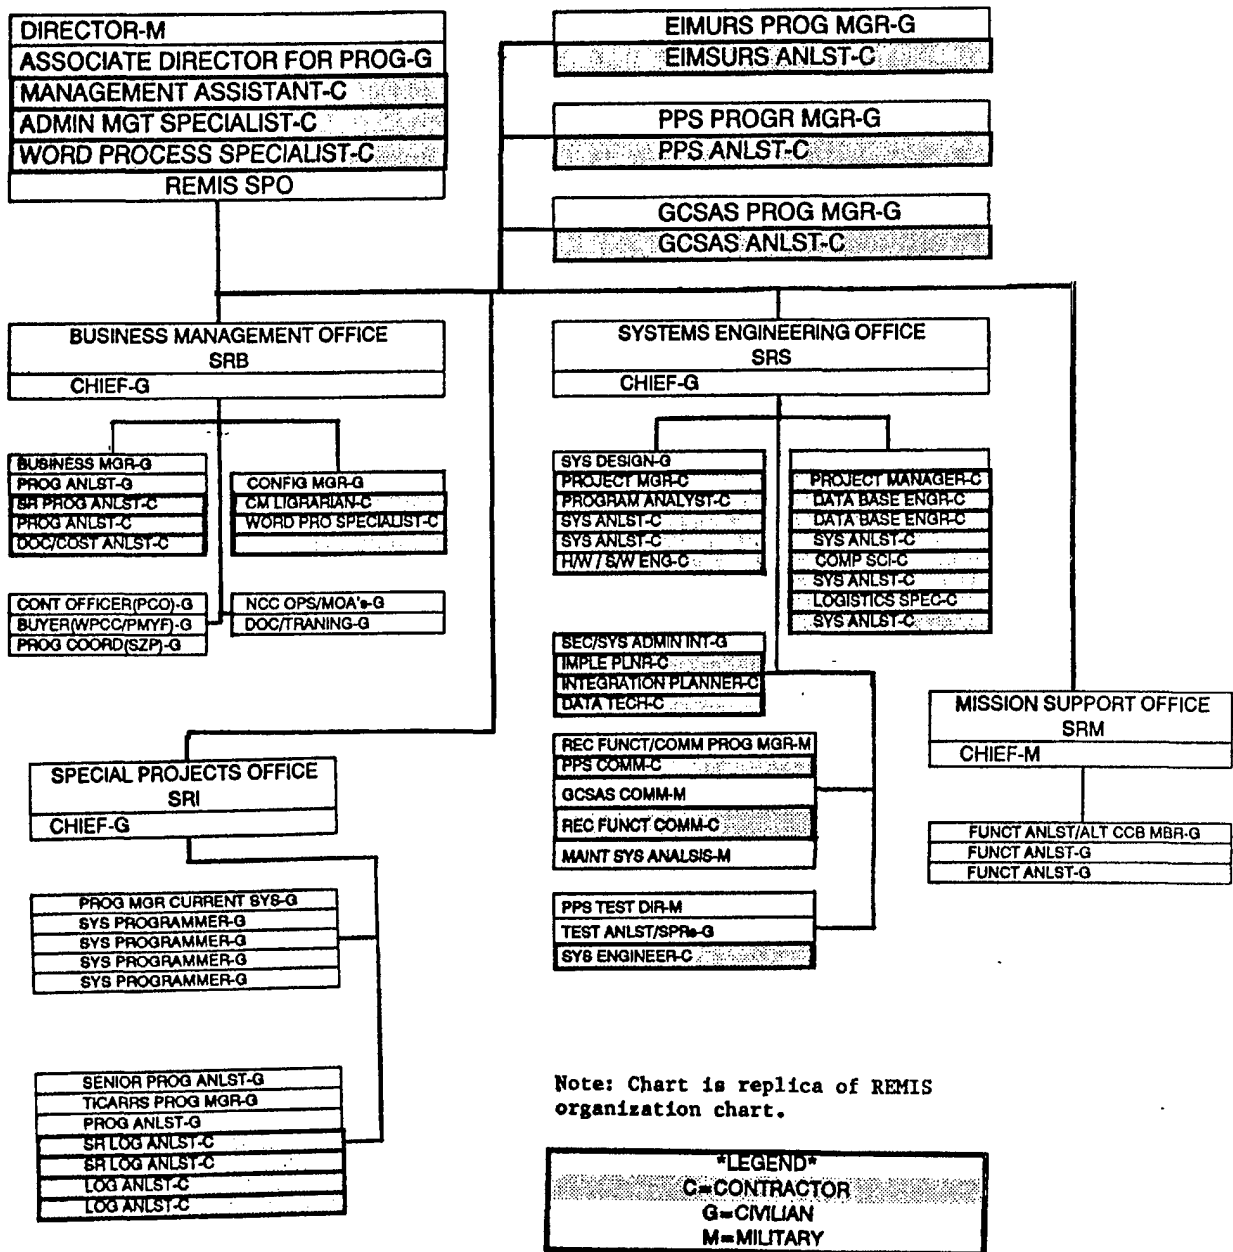 DIRECTOR-M
ASSOCIATE DIRECTOR FOR PROG-G
MANAGEMENT ASSISTANT-C
ADMIN MGT SPECIALIST-C
WORD PROCESS SPECIALIST-C
REMIS SPO
EIMURS PROG MGR-G
EIMSURS ANLST-C
PPS PROGR MGR-G
PPS ANLST-C
GCSAS PROG MGR-G
GCSAS ANLST-C
BUSINESS MANAGEMENT OFFICE
SRB
CHIEF-G
BUSINESS MGR-G
PROG ANLST-G
SR PROG ANLST-C
PROG ANLST-C
DOC/COST ANLST-C
CONFIG MGR-G
CM LIGRARIAN-C
WORD PRO SPECIALIST-C
CONT OFFICER(PCO)-G
BUYER(WPCC/PMYF)-G
PROG COORD(SZP)-G
NCC OPS/MOA's-G
DOC/TRANING-G
SYSTEMS ENGINEERING OFFICE
SRS
CHIEF-G
SYS DESIGN-G
PROJECT MGR-C
PROGRAM ANALYST-C
SYS ANLST-C
SYS ANLST-C
H/W / S/W ENG-C
PROJECT MANAGER-C
DATA BASE ENGR-C
DATA BASE ENGR-C
SYS ANLST-C
COMP SCI-C
SYS ANLST-C
LOGISTICS SPEC-C
SYS ANLST-C
SEC/SYS ADMIN INT-G
IMPLE PLNR-C
INTEGRATION PLANNER-C
DATA TECH-C
REC FUNCT/COMM PROG MGR-M
PPS COMM-C
GCSAS COMM-M
REC FUNCT COMM-C
MAINT SYS ANALSIS-M
PPS TEST DIR-M
TEST ANLST/SPRs-G
SYS ENGINEER-C
MISSION SUPPORT OFFICE
SRM
CHIEF-M
FUNCT ANLST/ALT CCB MBR-G
FUNCT ANLST-G
FUNCT ANLST-G
SPECIAL PROJECTS OFFICE
SRI
CHIEF-G
PROG MGR CURRENT SYS-G
SYS PROGRAMMER-G
SYS PROGRAMMER-G
SYS PROGRAMMER-G
SYS PROGRAMMER-G
SENIOR PROG ANLST-G
TICARRS PROG MGR-G
PROG ANLST-G
SR LOG ANLST-C
SR LOG ANLST-C
LOG ANLST-C
LOG ANLST-C
Note: Chart is replica of REMIS
organization chart.
*LEGEND*
C=CONTRACTOR
G=CIVILIAN
M=MILITARY